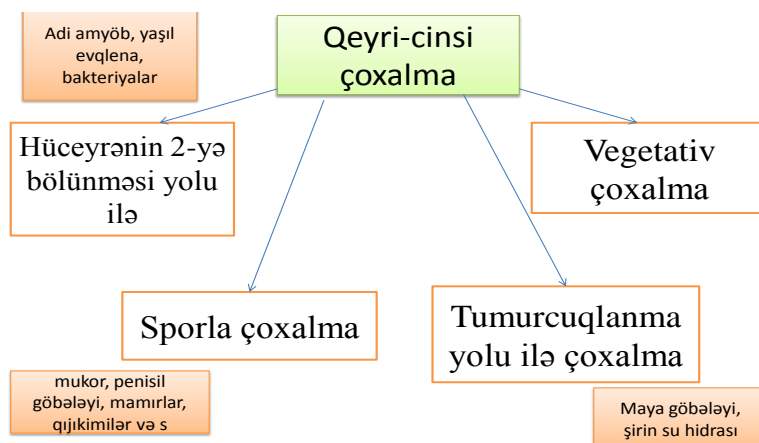 Adi amyöb, yaşıl
evqlena,
bakteriyalar
Qeyri-cinsi
çoxalma
Hüceyrənin 2-yə
bölünməsi yolu
ilə
Vegetativ
çoxalma
Sporla çoxalma
Tumurcuqlanma
yolu ilə çoxalma
mukor, penisil
göbələyi, mamırlar,
qıjıkimilər və s
Maya göbələyi,
şirin su hidrası